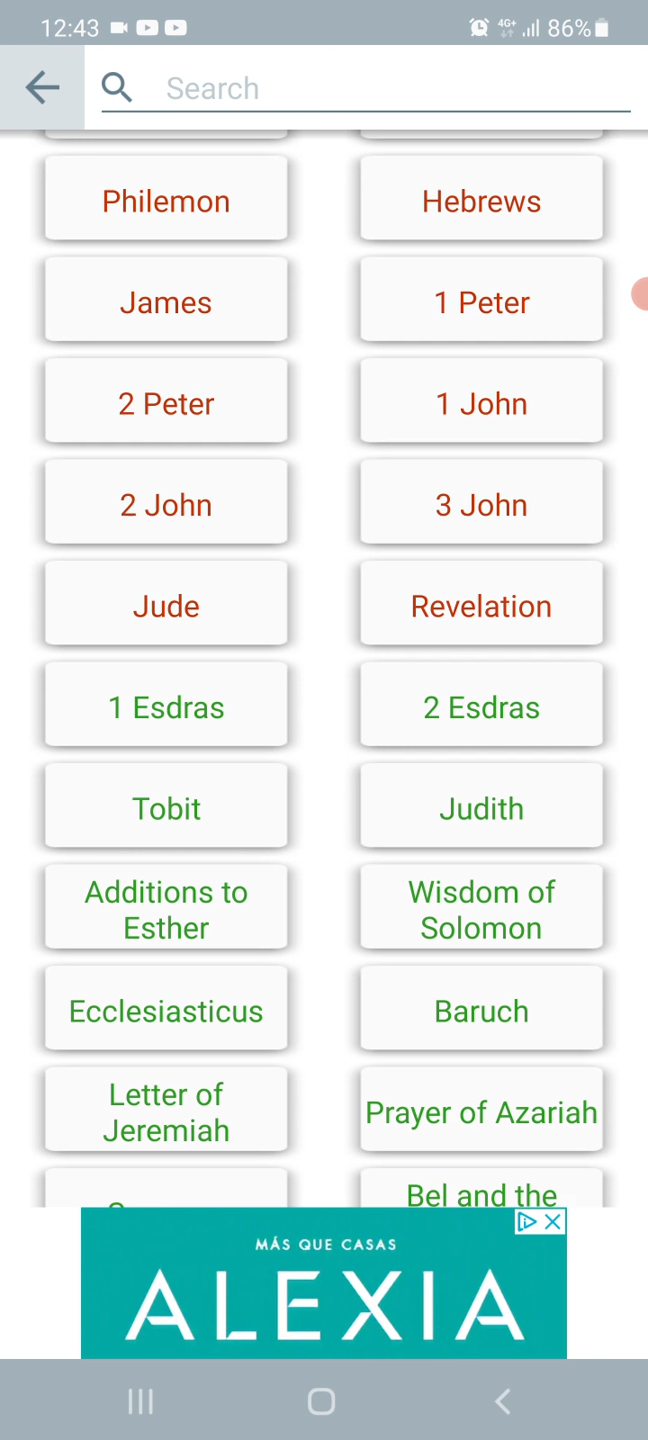 12:43
4G+ 86%
Search
Philemon
Hebrews
James
1 Peter
2 Peter
1 John
2 John
3 John
Jude
Revelation
1 Esdras
2 Esdras
Tobit
Judith
Additions to
Esther
Wisdom of
Solomon
Ecclesiasticus
Baruch
Letter of
Jeremiah
Prayer of Azariah
Bel and the
MÁS QUE CASAS
ALEXIA